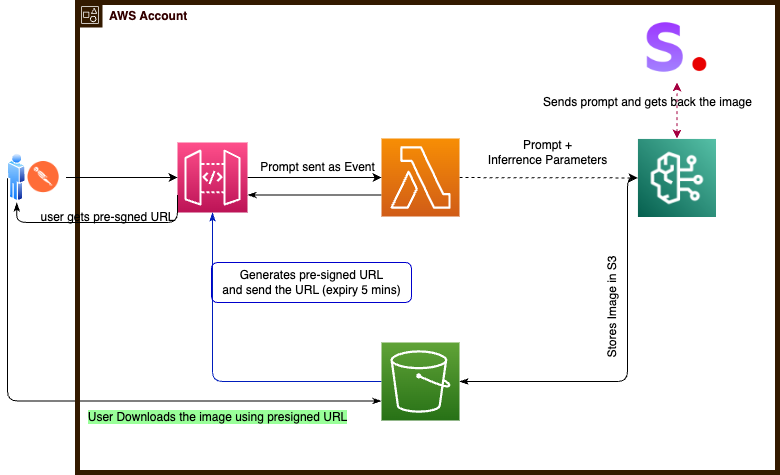 AWS Account
S.
Sends prompt and gets back the image
Prompt +
Inferrence Parameters
Prompt sent as Event
</>
user gets pre-sgned URL
Generates pre-signed URL
and send the URL (expiry 5 mins)
Stores Image in S3
User Downloads the image using presigned URL